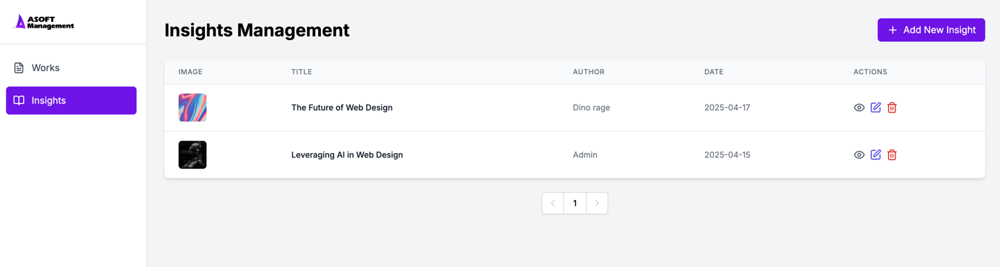 ASOFT
Management
Insights Management
Add New Insight
Works
Insights
IMAGE TITLE AUTHOR DATE ACTIONS
The Future of Web Design Dino rage 2025-04-17
Leveraging AI in Web Design Admin 2025-04-15
1